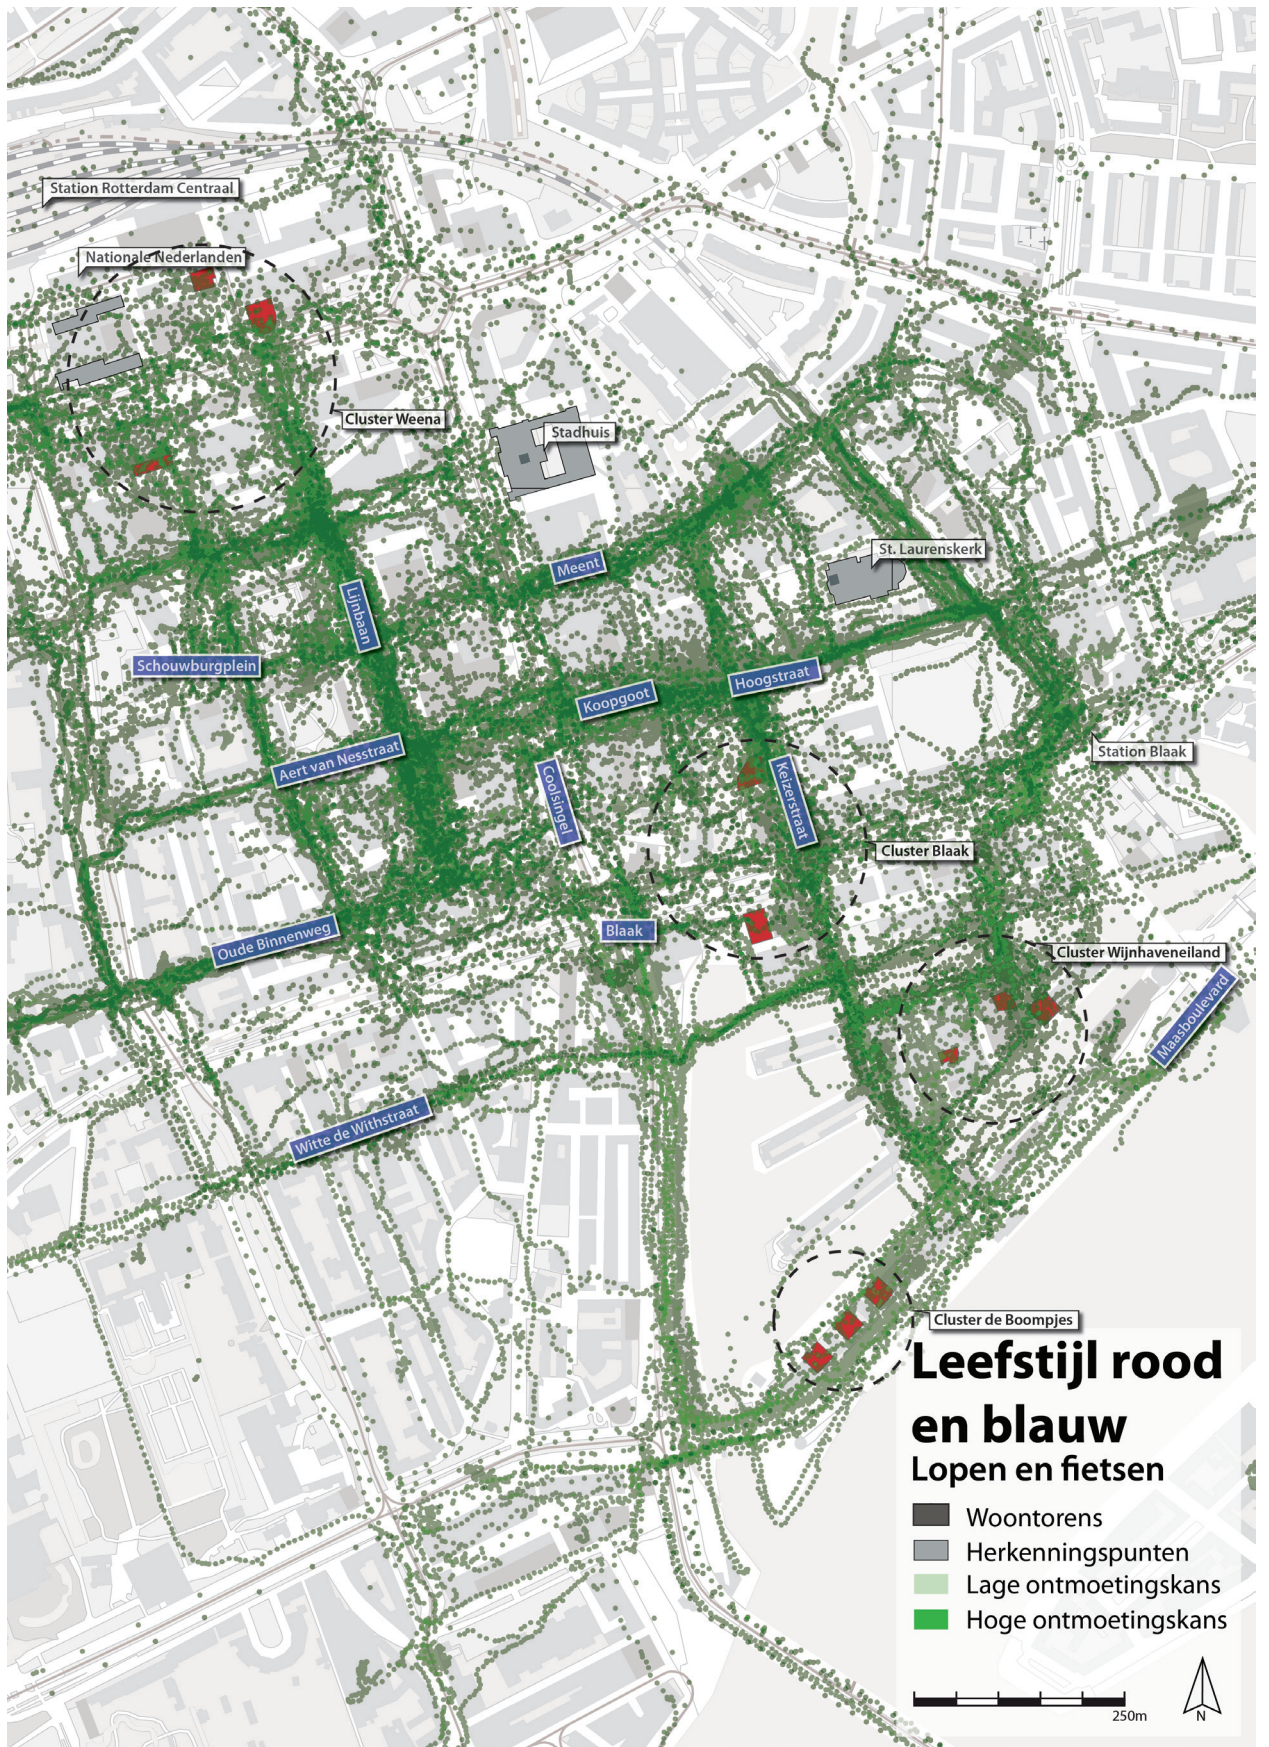 Station Rotterdam Centraal
Nationale Nederlanden
Cluster Weena
Stadhuis
St. Laurenskerk
Meent
Lijnbaan
Schouwburgplein
Hoogstraat
Koopgoot
Aert van Nesstraat
Station Blaak
Coolsingel
Keizerstraat
Cluster Blaak
Oude Binnenweg
Blaak
Cluster Wijnhaveneiland
Maasboulevard
Witte de Withstraat
Cluster de Boompjes
Leefstijl rood
en blauw
Lopen en fietsen
Woontorens
Herkenningspunten
Lage ontmoetingskans
Hoge ontmoetingskans
250m
N